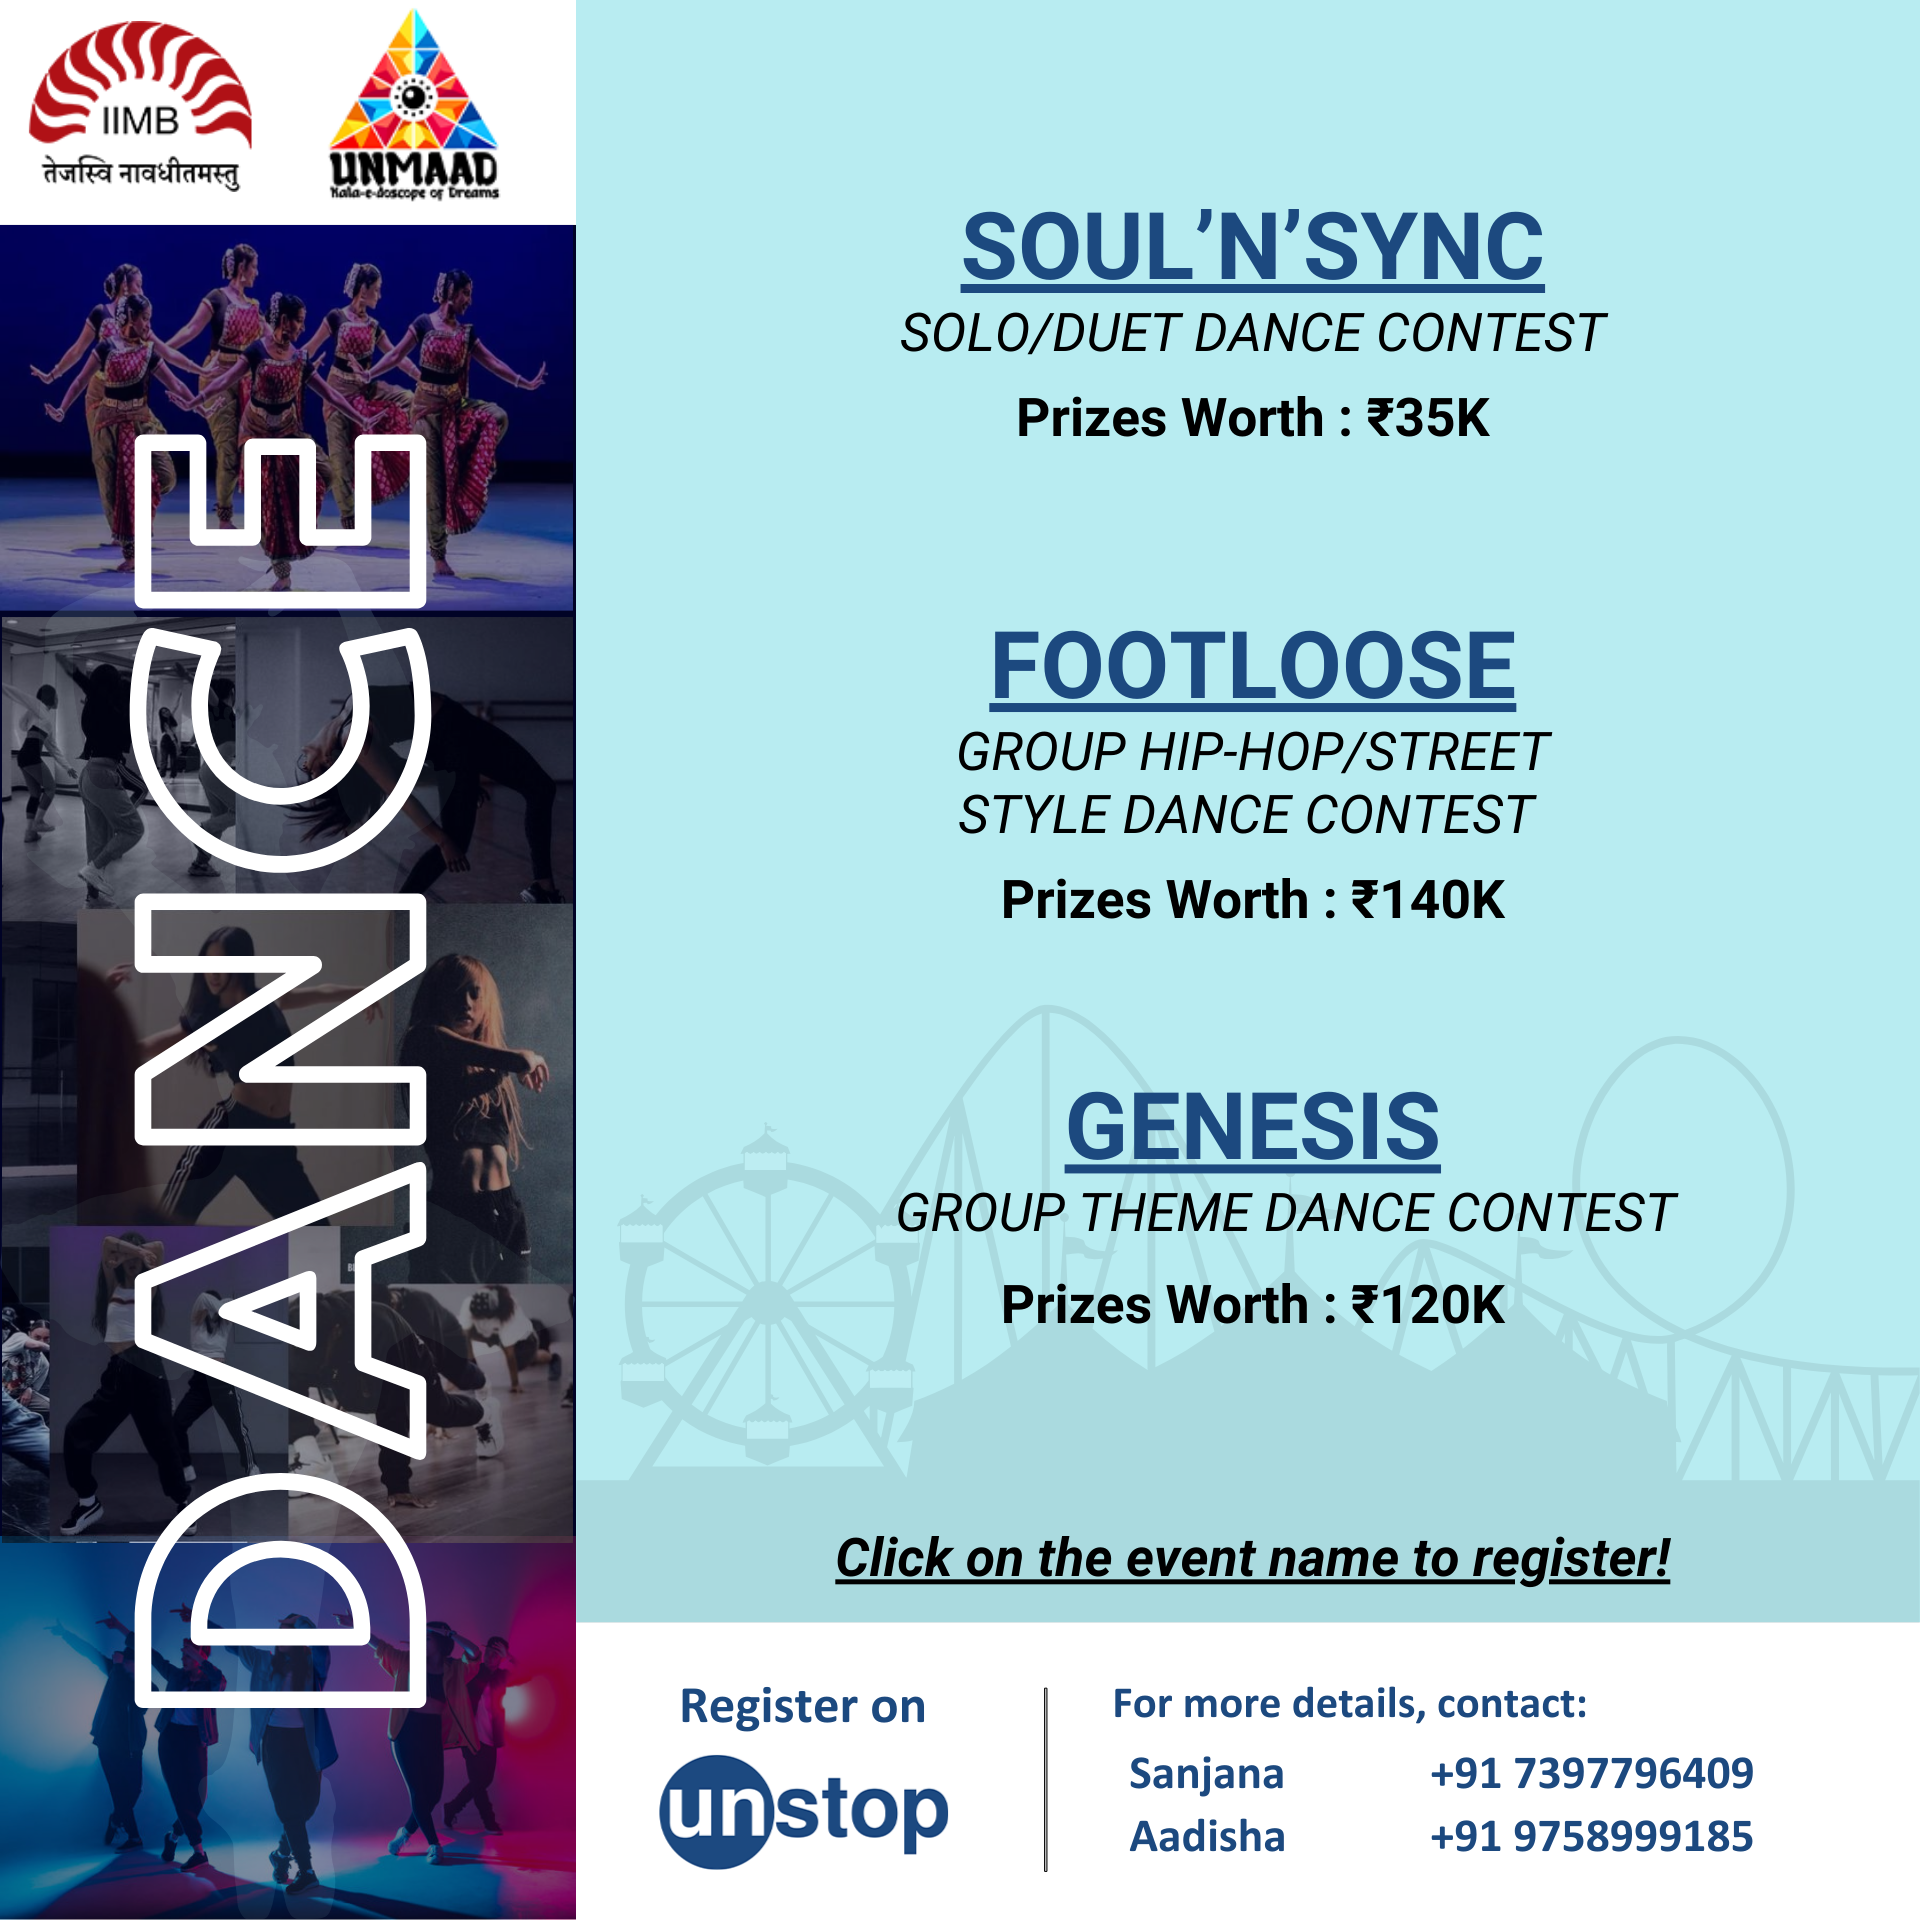 IIMB
तेजस्वि नावधीतमस्तु
UNMAAD
Kala-e-doscope of Dreams
DANCE
SOUL’N’SYNC
SOLO/DUET DANCE CONTEST
Prizes Worth : ₹35K
FOOTLOOSE
GROUP HIP-HOP/STREET
STYLE DANCE CONTEST
Prizes Worth : ₹140K
GENESIS
GROUP THEME DANCE CONTEST
Prizes Worth : ₹120K
Click on the event name to register!
Register on
unstop
For more details, contact:
Sanjana +91 7397796409
Aadisha +91 9758999185